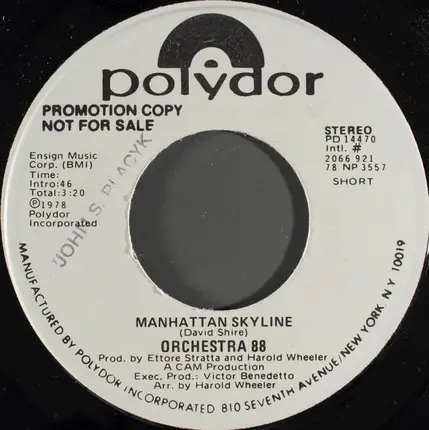 polydor
PROMOTION COPY
NOT FOR SALE
Ensign Music
Corp. (BMI)
Time:
Intro:46
Total:3:20
Ⓟ1978
Polydor
Incorporated
STEREO
PD 14470
Intl. #
2066 921
78 NP 3557
SHORT
JOHN S.
MANHATTAN SKYLINE
(David Shire)
ORCHESTRA 88
Prod. by Ettore Stratta and Harold Wheeler
A CAM Production
Exec. Prod.: Victor Benedetto
Arr. by Harold Wheeler
MANUFACTURED BY POLYDOR INCORPORATED 810 SEVENTH AVENUE/NEW YORK N Y 10019